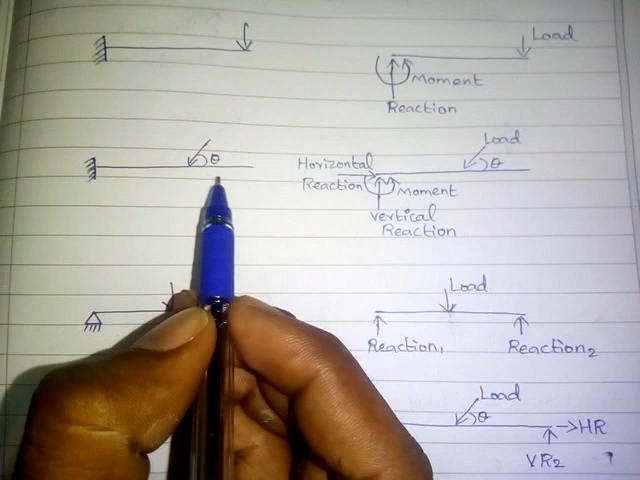 Load
Moment
Reaction
θ
Load
θ
Horizontal
Reaction
Moment
Vertical
Reaction
Load
Reaction₁
Reaction₂
Load
θ
HR
VR₂